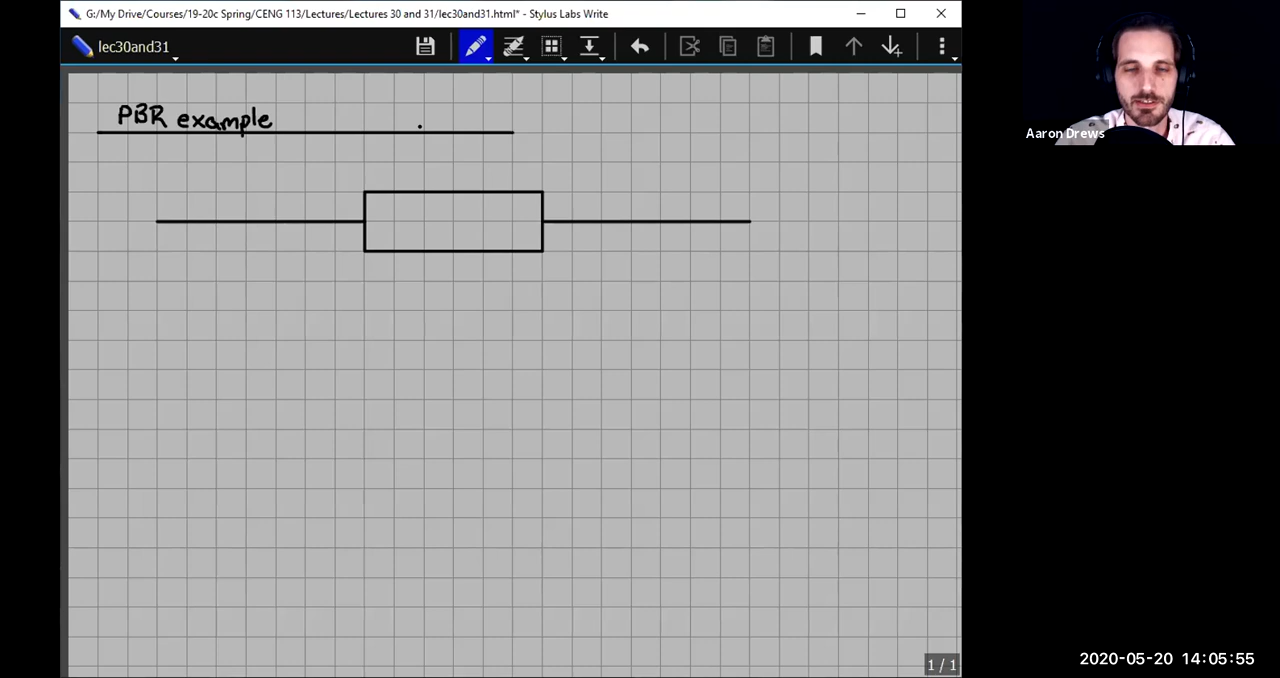 G:/My Drive/Courses/19-20c Spring/CENG 113/Lectures/Lectures 30 and 31/lec30and31.html* - Stylus Labs Write
lec30and31
PBR example
Aaron Drews
1 / 1
2020-05-20 14:05:55